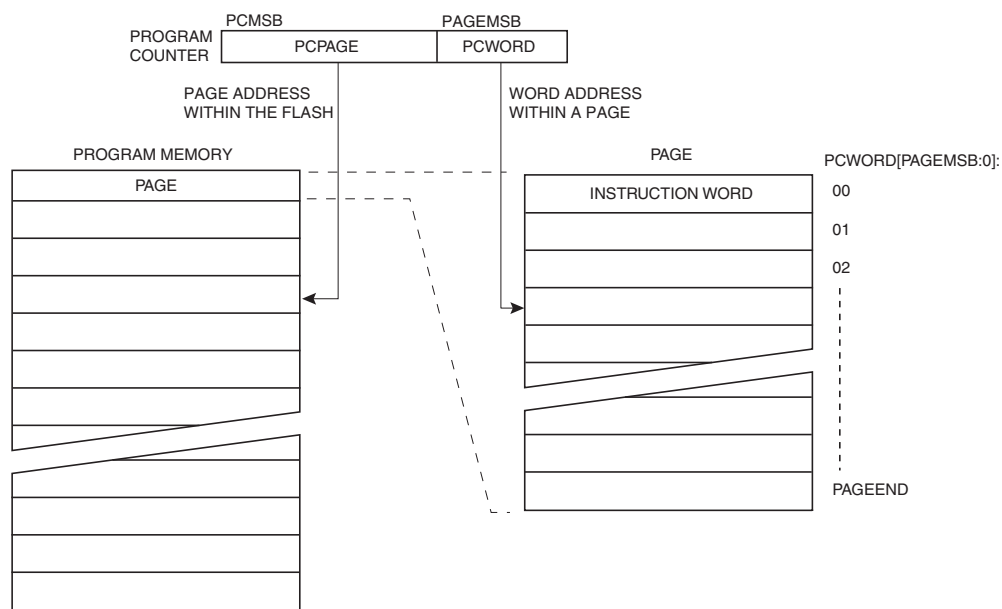 PCMSB
PAGEMSB
PROGRAM
COUNTER
PCPAGE
PCWORD
PAGE ADDRESS
WITHIN THE FLASH
WORD ADDRESS
WITHIN A PAGE
PROGRAM MEMORY
PAGE
PAGE
INSTRUCTION WORD
PCWORD[PAGEMSB:0]:
00
01
02
PAGEEND